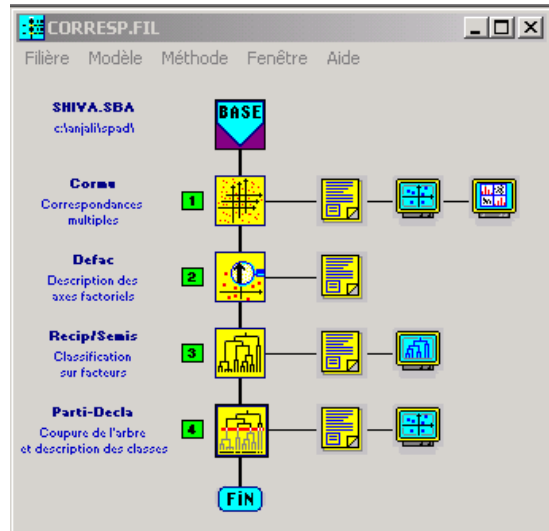 CORRESP.FIL
Filière Modèle Méthode Fenêtre Aide
SHIVA.SBA
c:\anjali\spad\
BASE
Corme
Correspondances
multiples
1
Defac
Description des
axes factoriels
2
Recip/Semis
Classification
sur facteurs
3
Parti-Decla
Coupure de l'arbre
et description des classes
4
FIN